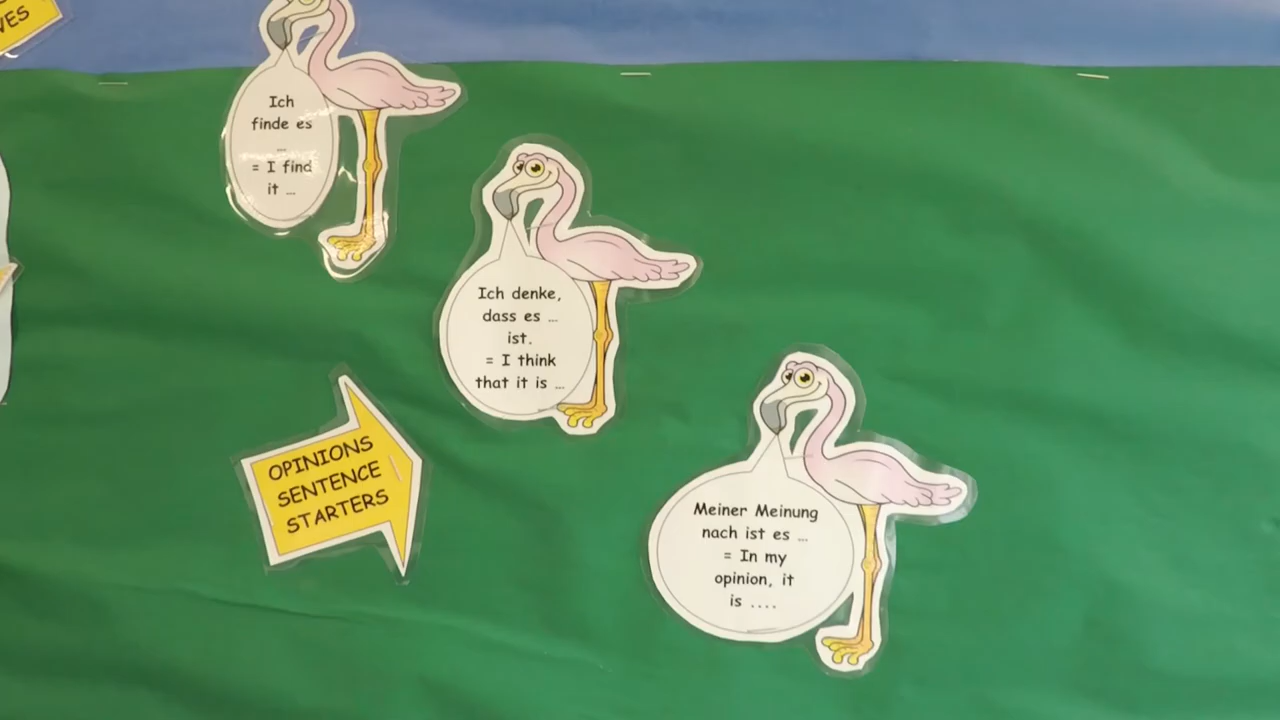 VES
Ich
finde es
...
= I find
it ...
Ich denke,
dass es ...
ist.
= I think
that it is ...
OPINIONS
SENTENCE
STARTERS
Meiner Meinung
nach ist es ...
= In my
opinion, it
is ....